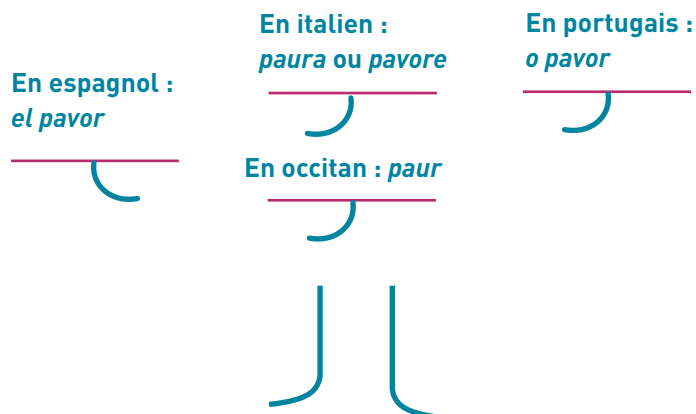 En espagnol :
el pavor
En italien :
paura ou pavore
En portugais :
o pavor
En occitan : paur